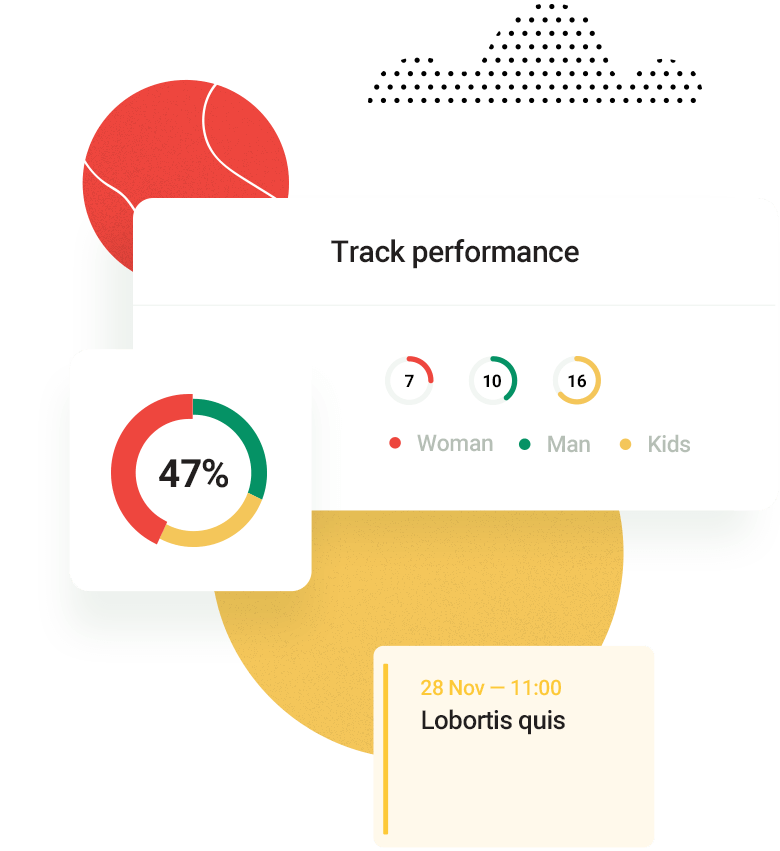 Track performance
7 10 16
Woman Man Kids
47%
28 Nov — 11:00
Lobortis quis